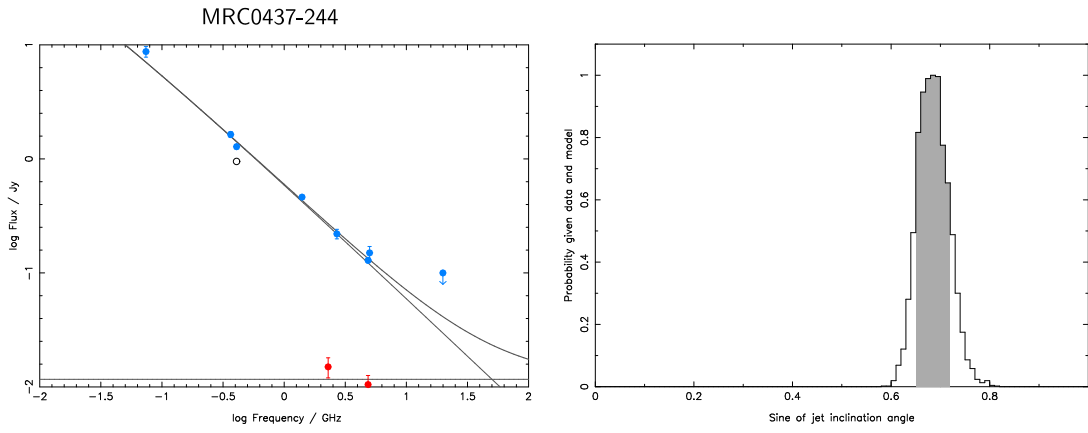 MRC0437-244
log Flux / Jy
1
0
-1
-2
-2 -1.5 -1 -0.5 0 0.5 1 1.5 2
log Frequency / GHz
Probability given data and model
1
0.8
0.6
0.4
0.2
0
0 0.2 0.4 0.6 0.8
Sine of jet inclination angle